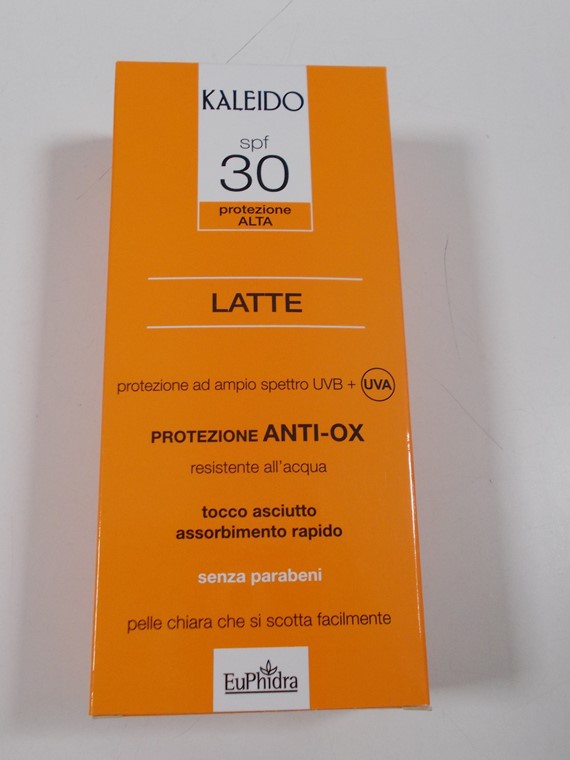 KALEIDO
spf
30
protezione
ALTA
LATTE
protezione ad ampio spettro UVB + UVA
PROTEZIONE ANTI-OX
resistente all'acqua
tocco asciutto
assorbimento rapido
senza parabeni
pelle chiara che si scotta facilmente
EuPhidra